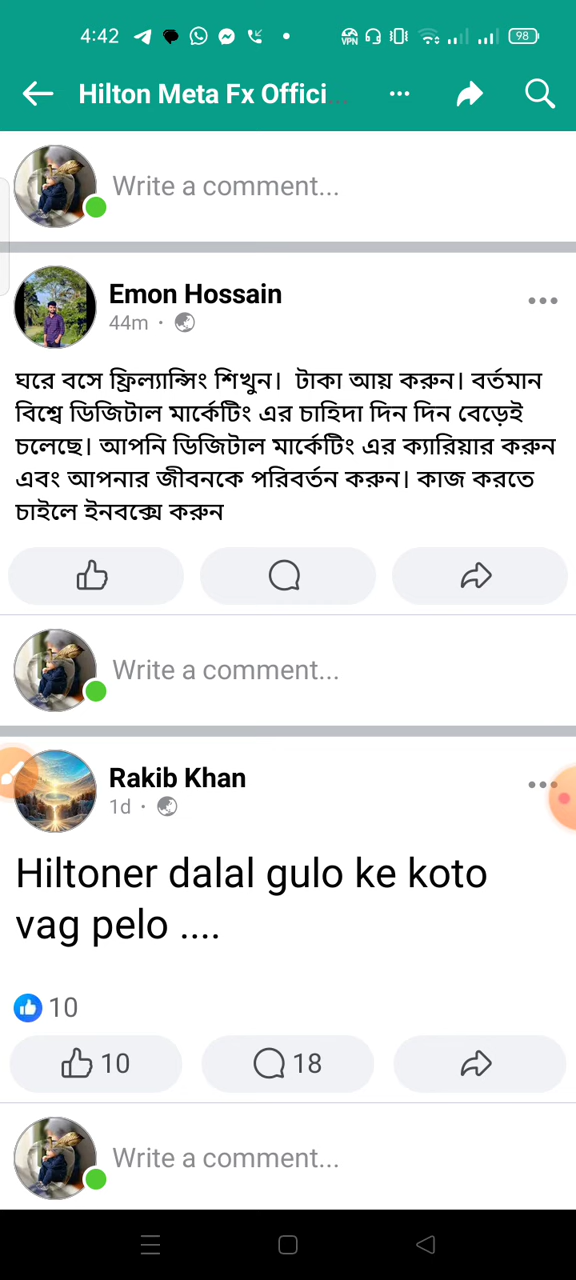 4:42
VPN
98
Hilton Meta Fx Offici...
Write a comment...
Emon Hossain
44m ·
ঘরে বসে ফ্রিল্যান্সিং শিখুন। টাকা আয় করুন। বর্তমান
বিশ্বে ডিজিটাল মার্কেটিং এর চাহিদা দিন দিন বেড়েই
চলেছে। আপনি ডিজিটাল মার্কেটিং এর ক্যারিয়ার করুন
এবং আপনার জীবনকে পরিবর্তন করুন। কাজ করতে
চাইলে ইনবক্সে করুন
Write a comment...
Rakib Khan
1d ·
Hiltoner dalal gulo ke koto
vag pelo ....
10
10 18
Write a comment...